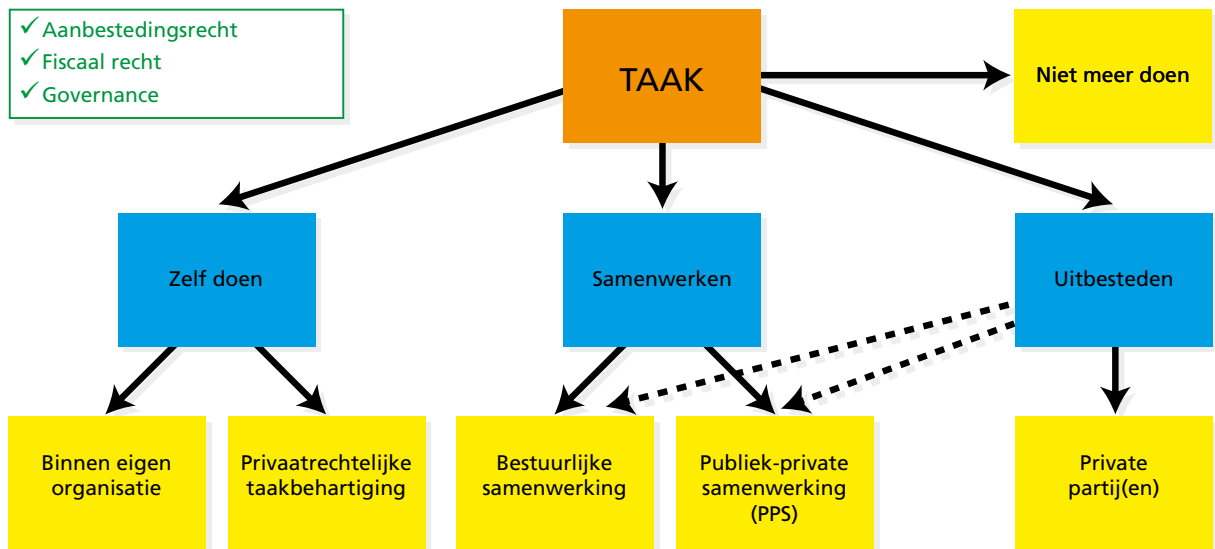 ✓ Aanbestedingsrecht
✓ Fiscaal recht
✓ Governance
TAAK
Niet meer doen
Zelf doen
Samenwerken
Uitbesteden
Binnen eigen
organisatie
Privaatrechtelijke
taakbehartiging
Bestuurlijke
samenwerking
Publiek-private
samenwerking
(PPS)
Private
partij(en)